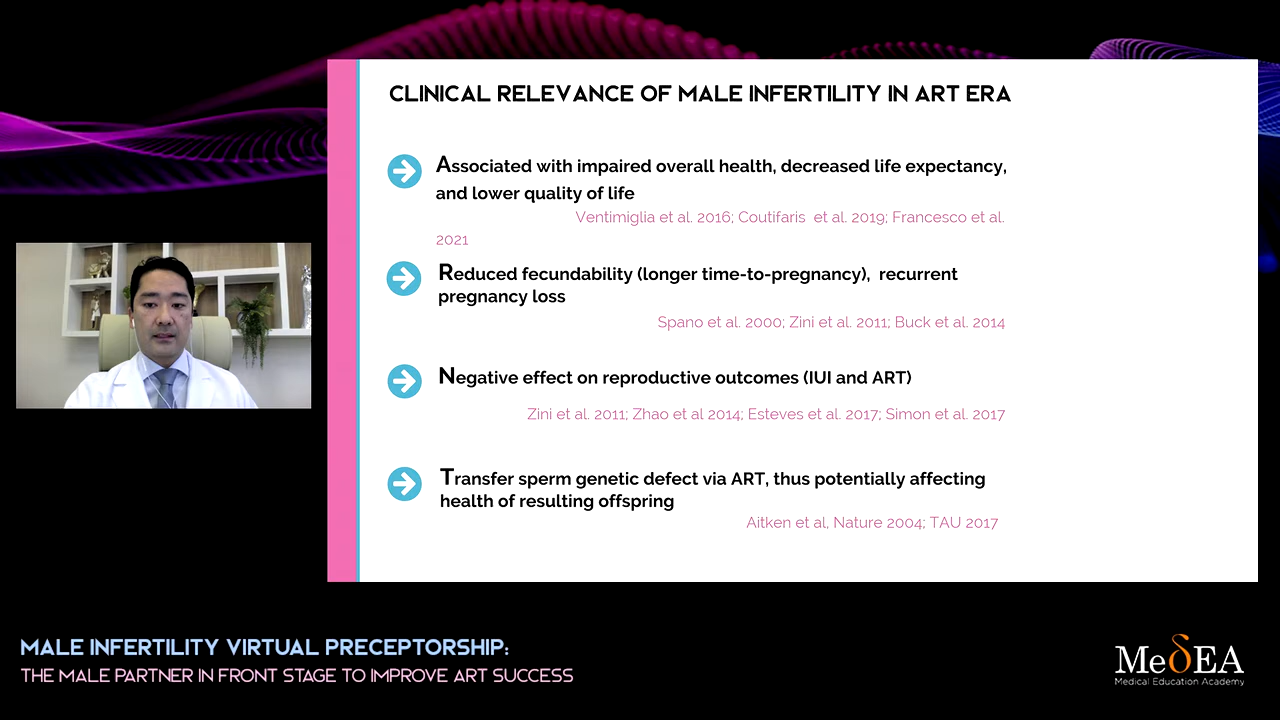 CLINICAL RELEVANCE OF MALE INFERTILITY IN ART ERA
Associated with impaired overall health, decreased life expectancy,
and lower quality of life
Ventimiglia et al. 2016; Coutifaris et al. 2019; Francesco et al.
2021
Reduced fecundability (longer time-to-pregnancy), recurrent
pregnancy loss
Spano et al. 2000; Zini et al. 2011; Buck et al. 2014
Negative effect on reproductive outcomes (IUI and ART)
Zini et al. 2011; Zhao et al 2014; Esteves et al. 2017; Simon et al. 2017
Transfer sperm genetic defect via ART, thus potentially affecting
health of resulting offspring
Aitken et al, Nature 2004; TAU 2017
MALE INFERTILITY VIRTUAL PRECEPTORSHIP:
THE MALE PARTNER IN FRONT STAGE TO IMPROVE ART SUCCESS
MeδEA
Medical Education Academy